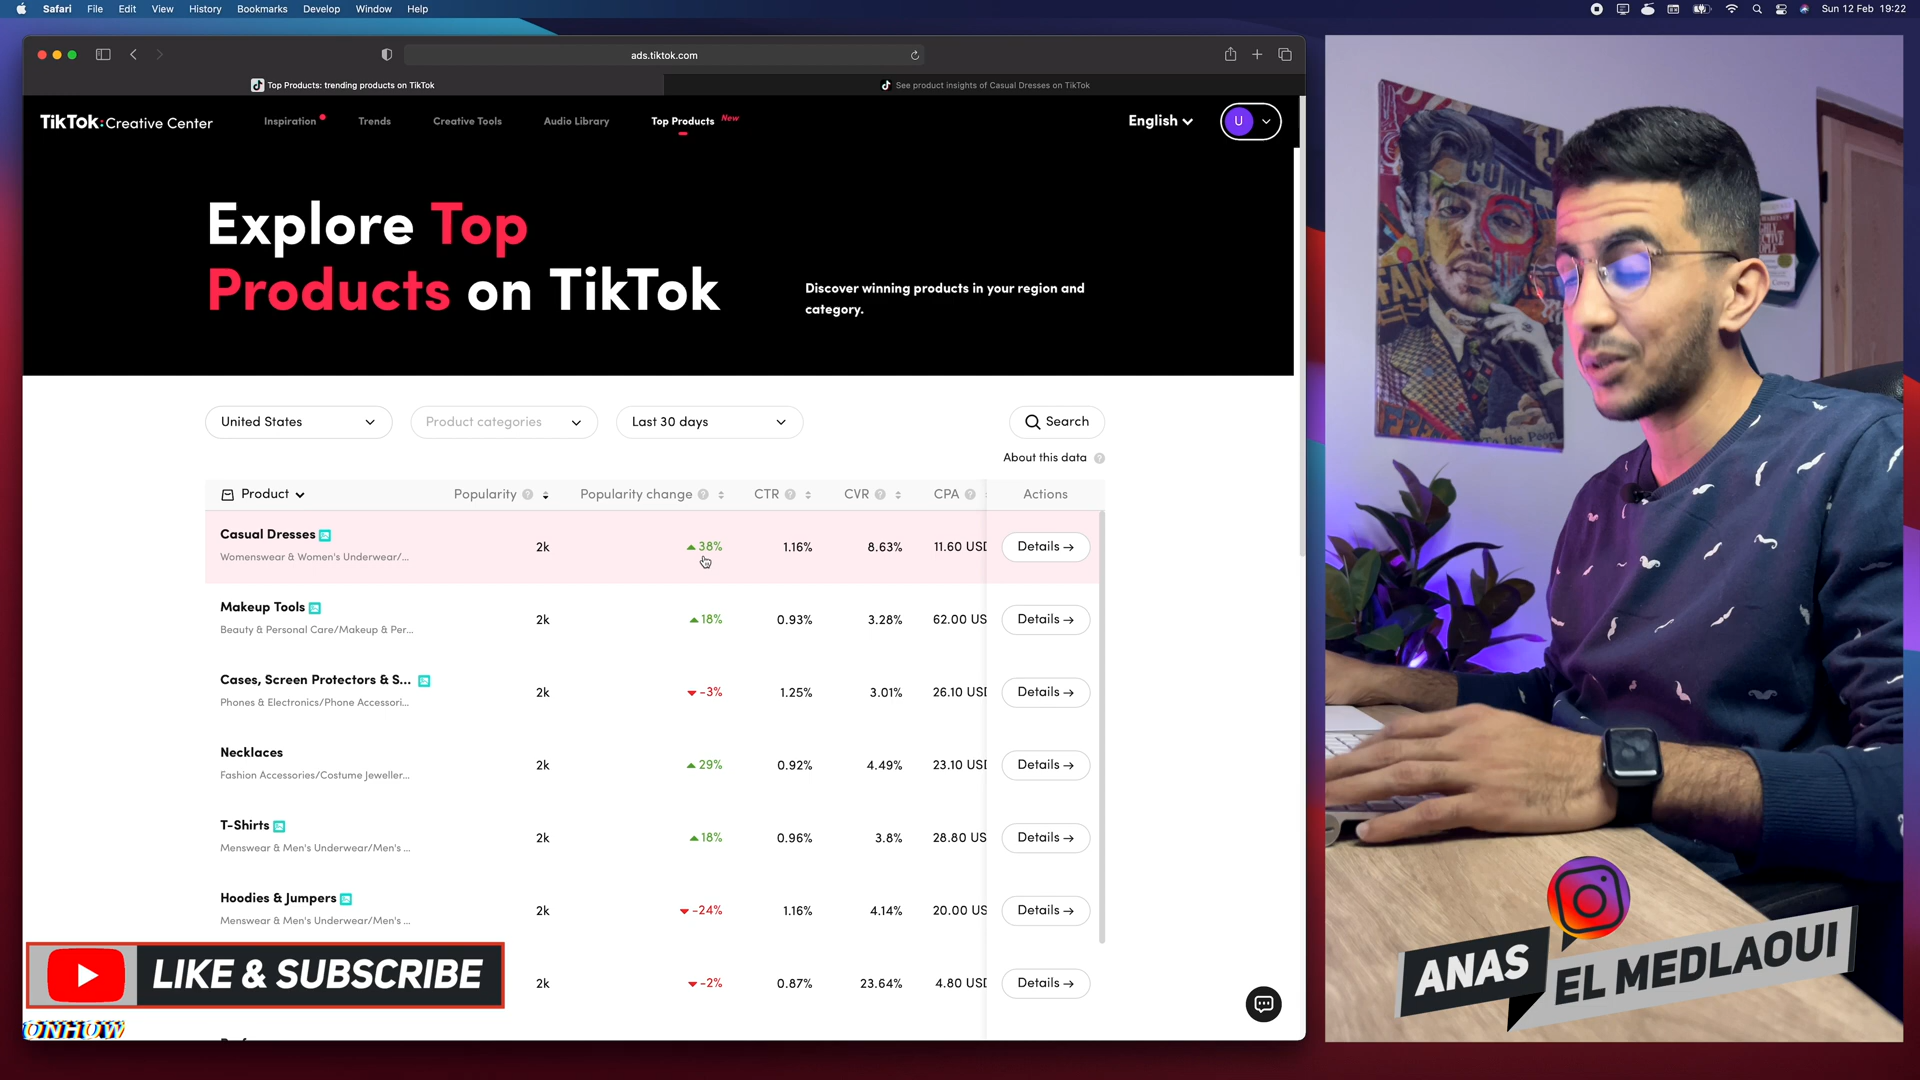 Safari File Edit View History Bookmarks Develop Window Help
Sun 12 Feb 19:22
ads.tiktok.com
Top Products: trending products on TikTok
See product insights of Casual Dresses on TikTok
TikTok: Creative Center
Inspiration
Trends
Creative Tools
Audio Library
Top Products New
English
U
Explore Top
Products on TikTok
Discover winning products in your region and
category.
United States
Product categories
Last 30 days
Search
About this data
Product Popularity Popularity change CTR CVR CPA Actions
Casual Dresses
Womenswear & Women's Underwear/...
2k 38% 1.16% 8.63% 11.60 USD Details →
Makeup Tools
Beauty & Personal Care/Makeup & Per...
2k 18% 0.93% 3.28% 62.00 US Details →
Cases, Screen Protectors & S...
Phones & Electronics/Phone Accessori...
2k -3% 1.25% 3.01% 26.10 USD Details →
Necklaces
Fashion Accessories/Costume Jeweller...
2k 29% 0.92% 4.49% 23.10 USD Details →
T-Shirts
Menswear & Men's Underwear/Men's ...
2k 18% 0.96% 3.8% 28.80 US Details →
Hoodies & Jumpers
Menswear & Men's Underwear/Men's ...
2k -24% 1.16% 4.14% 20.00 US Details →
2k -2% 0.87% 23.64% 4.80 USD Details →
LIKE & SUBSCRIBE
ONHOW
ANAS
EL MEDLAOUI